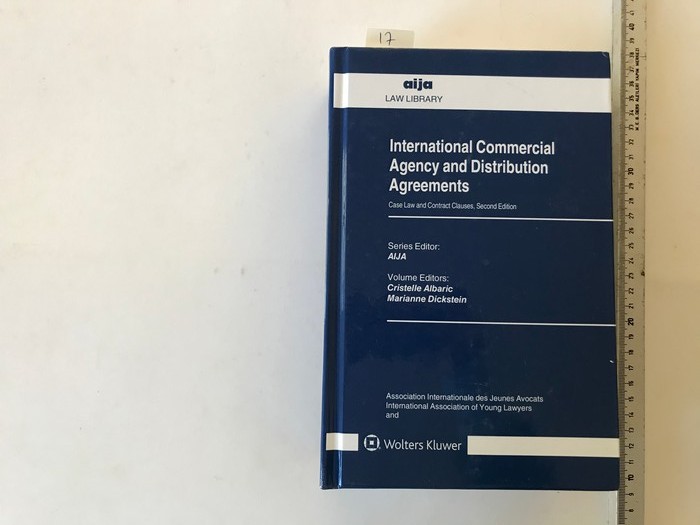 17
aija
LAW LIBRARY
International Commercial
Agency and Distribution
Agreements
Case Law and Contract Clauses, Second Edition
Series Editor:
AIJA
Volume Editors:
Cristelle Albaric
Marianne Dickstein
Association Internationale des Jeunes Avocats
International Association of Young Lawyers
and
Wolters Kluwer